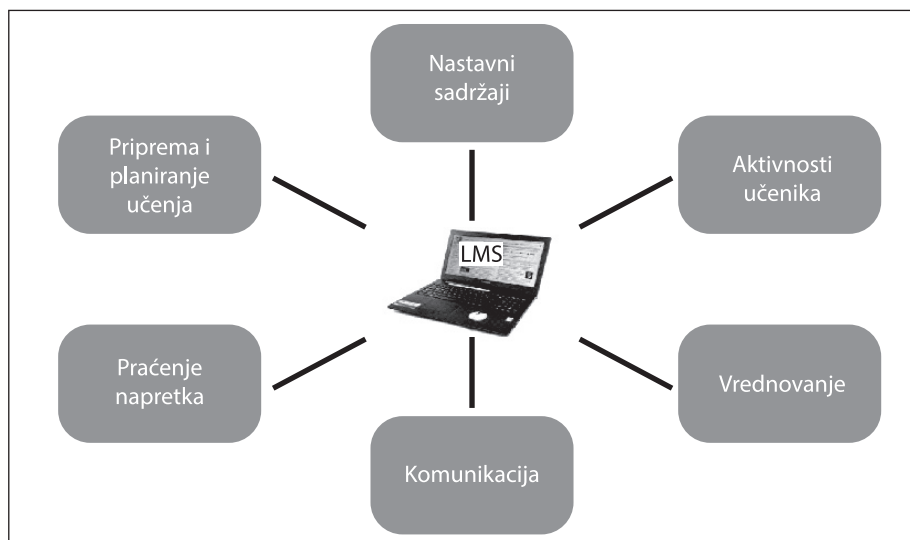 Nastavni
sadržaji
Priprema i
planiranje
učenja
Aktivnosti
učenika
LMS
Praćenje
napretka
Vrednovanje
Komunikacija